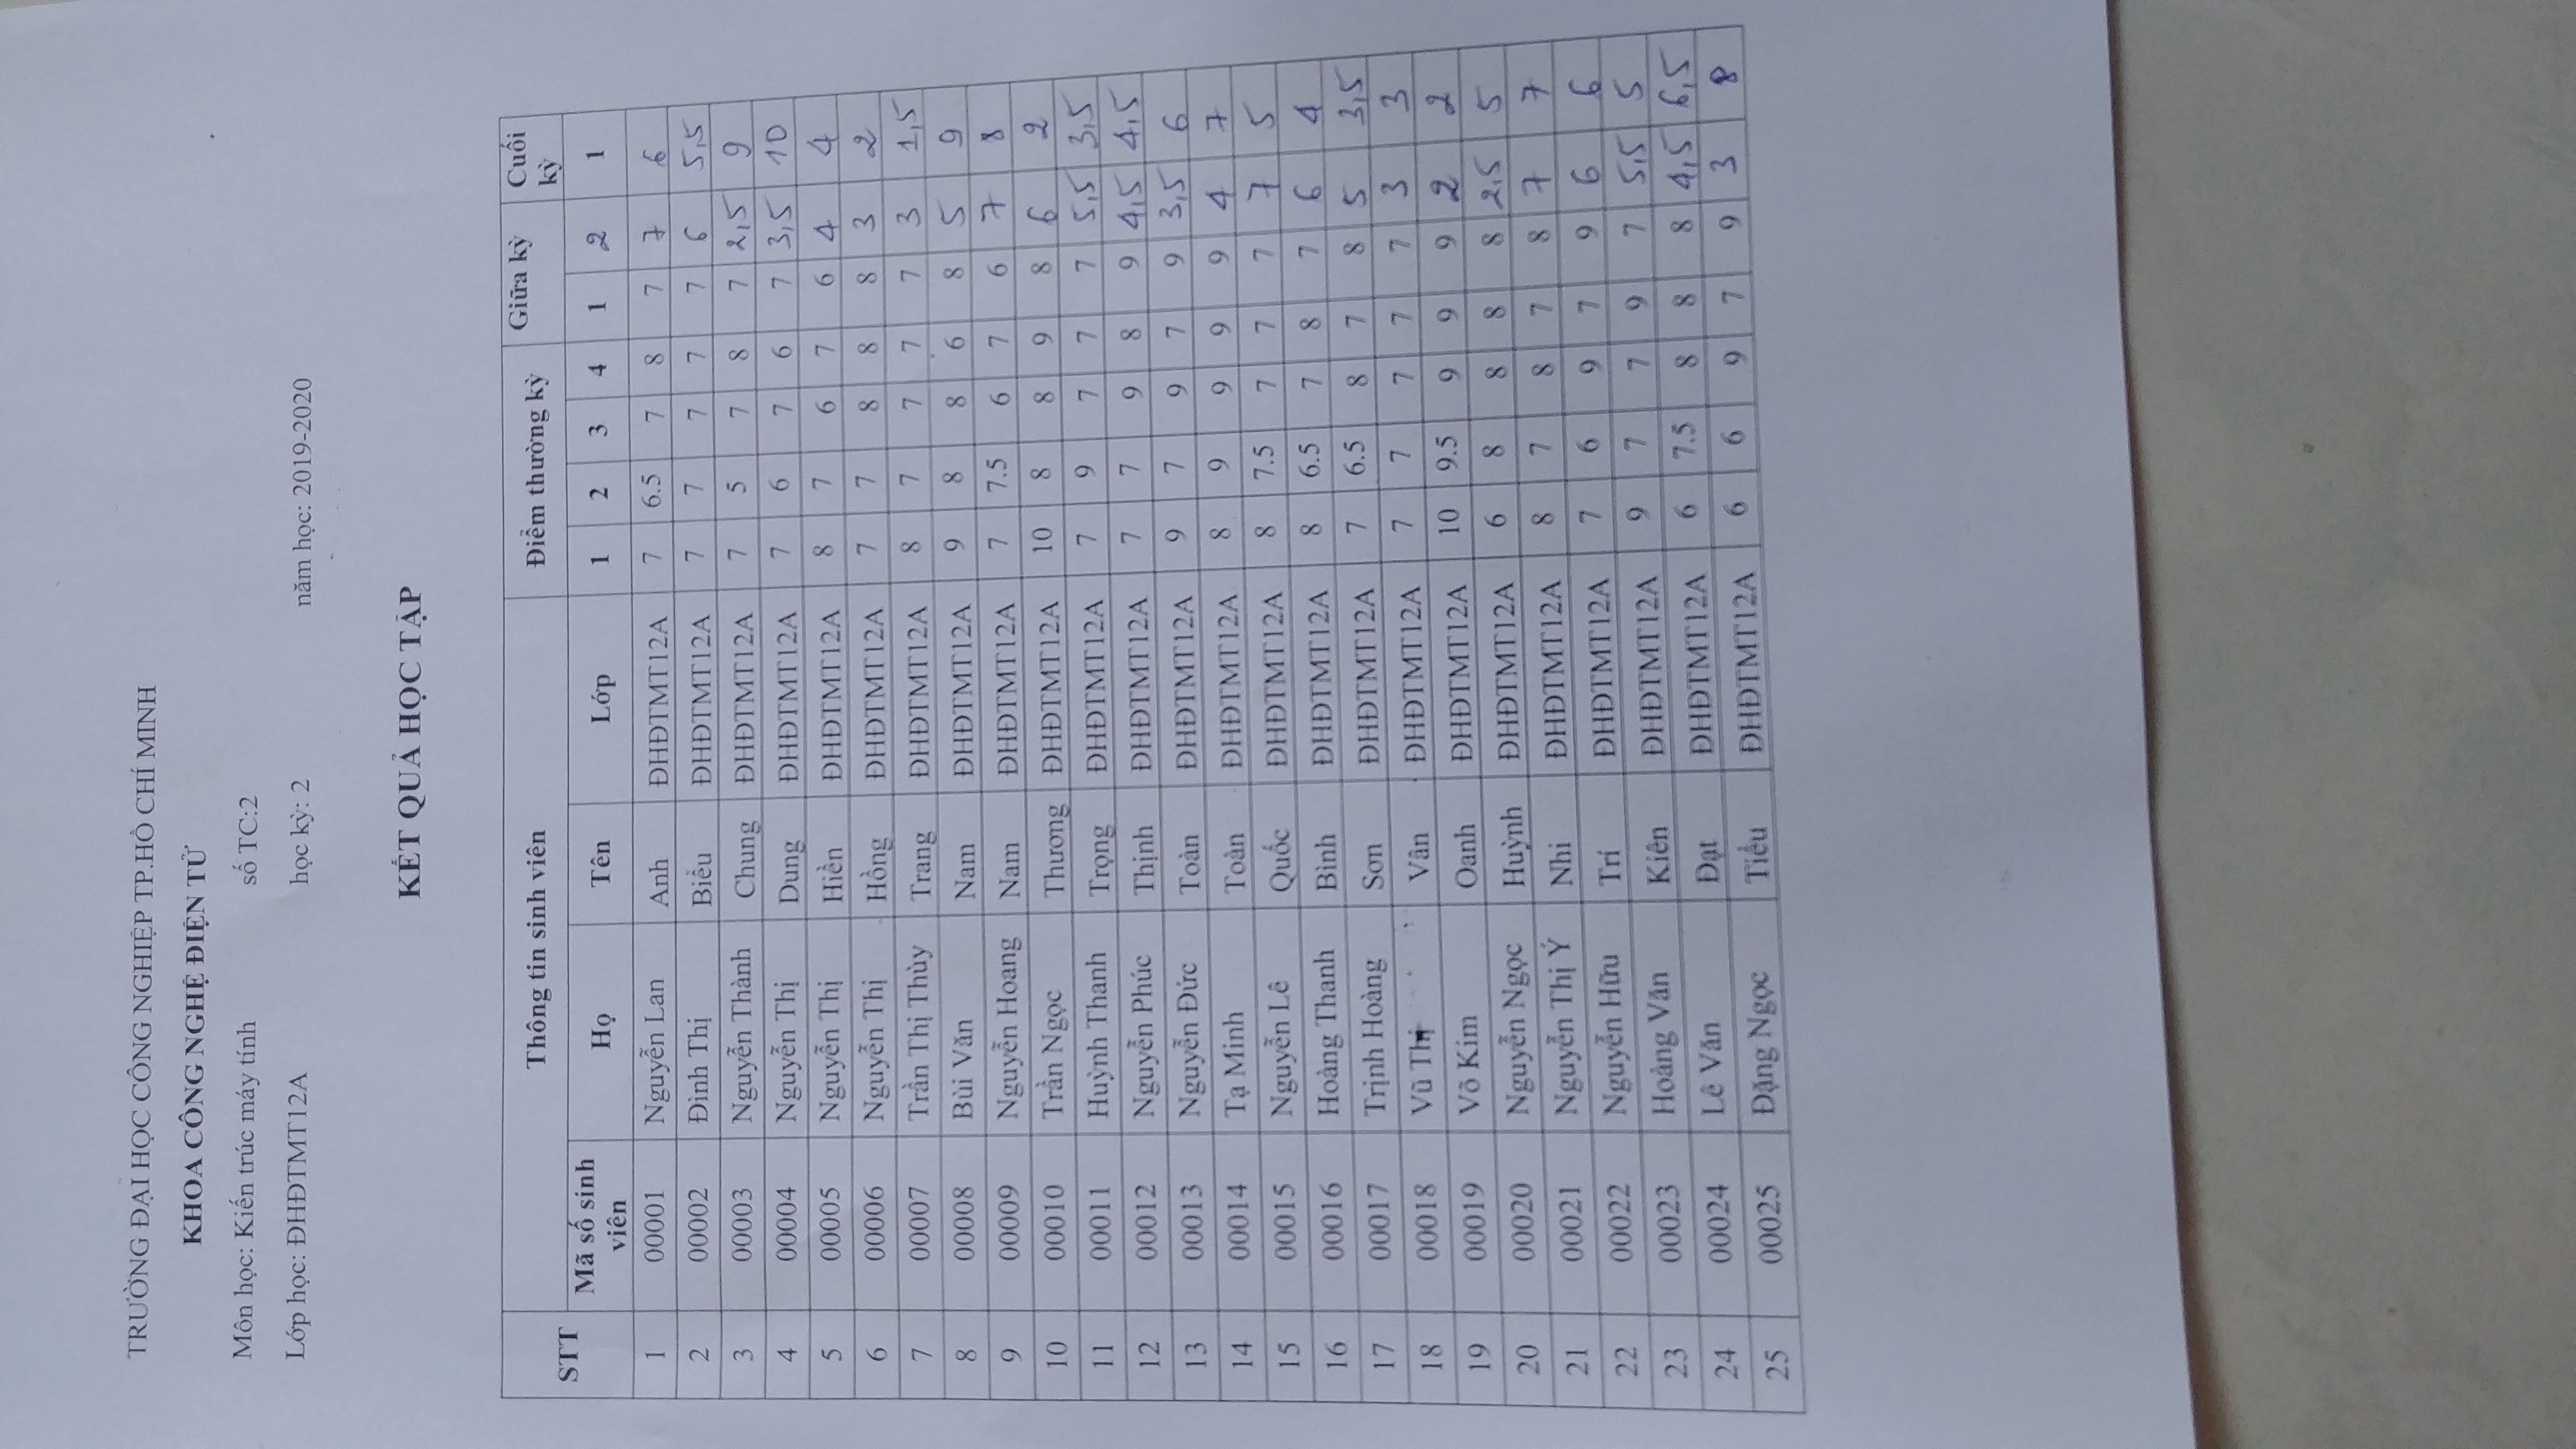 TRƯỜNG ĐẠI HỌC CÔNG NGHIỆP TP.HỒ CHÍ MINH
KHOA CÔNG NGHỆ ĐIỆN TỬ
Môn học: Kiến trúc máy tính số TC:2
Lớp học: ĐHĐTMT12A học kỳ: 2 năm học: 2019-2020
KẾT QUẢ HỌC TẬP
STT Thông tin sinh viên Điểm thường kỳ Giữa kỳ Cuối kỳ
Mã số sinh viên Họ Tên Lớp 1 2 3 4 1 2 1
1 00001 Nguyễn Lan Anh ĐHĐTMT12A 7 6.5 7 8 7 7 6
2 00002 Đình Thị Biểu ĐHĐTMT12A 7 7 7 7 7 6 5,5
3 00003 Nguyễn Thành Chung ĐHĐTMT12A 7 5 7 8 7 2,5 9
4 00004 Nguyễn Thị Dung ĐHĐTMT12A 7 6 7 6 7 3,5 10
5 00005 Nguyễn Thị Hiền ĐHĐTMT12A 8 7 6 7 6 4 4
6 00006 Nguyễn Thị Hồng ĐHĐTMT12A 7 7 8 8 8 3 2
7 00007 Trần Thị Thùy Trang ĐHĐTMT12A 8 7 7 7 7 3 1,5
8 00008 Bùi Văn Nam ĐHĐTMT12A 9 8 8 6 8 5 9
9 00009 Nguyễn Hoang Nam ĐHĐTMT12A 7 7.5 6 7 6 7 8
10 00010 Trần Ngọc Thương ĐHĐTMT12A 10 8 8 9 8 6 2
11 00011 Huỳnh Thanh Trọng ĐHĐTMT12A 7 9 7 7 7 5,5 3,5
12 00012 Nguyễn Phúc Thịnh ĐHĐTMT12A 7 7 9 8 9 4,5 4,5
13 00013 Nguyễn Đức Toàn ĐHĐTMT12A 9 7 9 7 9 3,5 6
14 00014 Tạ Minh Toàn ĐHĐTMT12A 8 9 9 9 9 4 7
15 00015 Nguyễn Lê Quốc ĐHĐTMT12A 8 7.5 7 7 7 7 5
16 00016 Hoàng Thanh Bình ĐHĐTMT12A 8 6.5 7 8 7 6 4
17 00017 Trịnh Hoàng Sơn ĐHĐTMT12A 7 6.5 8 7 8 5 3,5
18 00018 Vũ Thị Vân ĐHĐTMT12A 7 7 7 7 7 3 3
19 00019 Võ Kim Oanh ĐHĐTMT12A 10 9.5 9 9 9 2 2
20 00020 Nguyễn Ngọc Huỳnh ĐHĐTMT12A 6 8 8 8 8 2,5 5
21 00021 Nguyễn Thị Ý Nhi ĐHĐTMT12A 8 7 8 7 8 7 7
22 00022 Nguyễn Hữu Trí ĐHĐTMT12A 7 6 9 7 9 6 6
23 00023 Hoảng Văn Kiên ĐHĐTMT12A 9 7 7 9 7 5,5 5
24 00024 Lê Văn Đạt ĐHĐTMT12A 6 7.5 8 8 8 4,5 6,5
25 00025 Đặng Ngọc Tiểu ĐHĐTMT12A 6 6 9 7 9 3 8